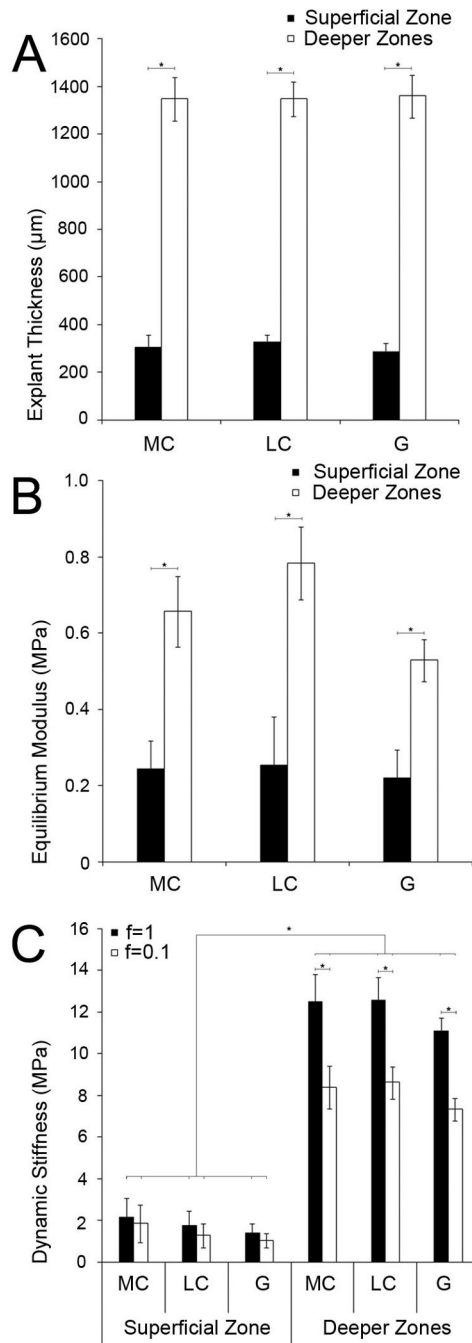 A
■ Superficial Zone
□ Deeper Zones
1600
1400
1200
1000
800
600
400
200
0
Explant Thickness (µm)
* * *
MC LC G
B
■ Superficial Zone
□ Deeper Zones
1.0
0.8
0.6
0.4
0.2
0
Equilibrium Modulus (MPa)
* * *
MC LC G
C
■ f=1
□ f=0.1
16
14
12
10
8
6
4
2
0
Dynamic Stiffness (MPa)
*
* * *
MC LC G MC LC G
Superficial Zone Deeper Zones